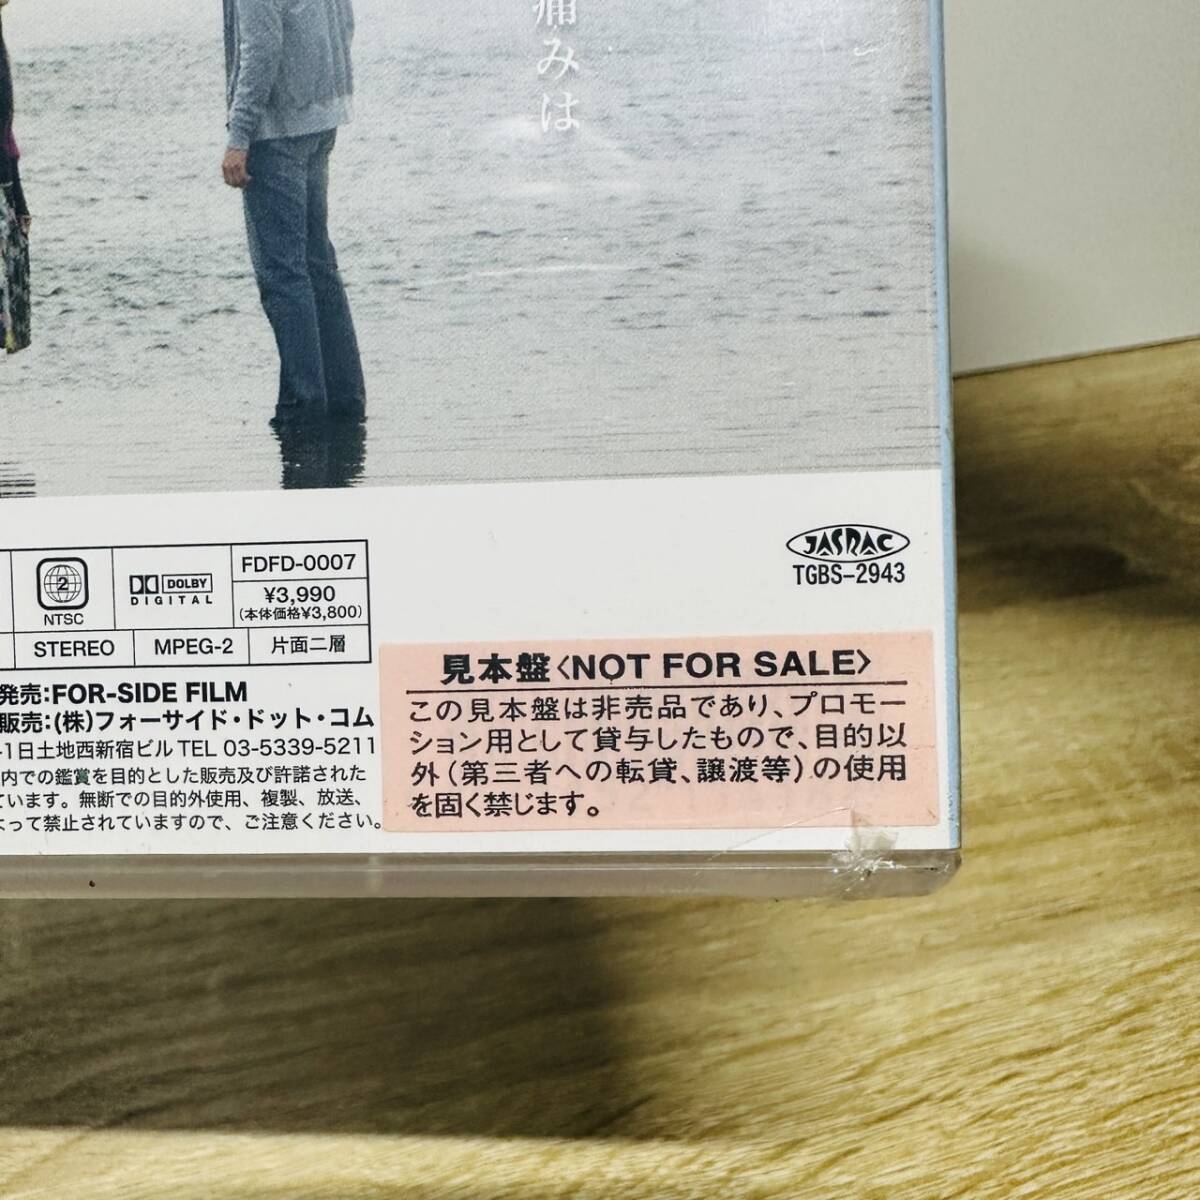 痛みは
JASRAC
TGBS-2943
2
NTSC
DOLBY
DIGITAL
FDFD-0007
¥3,990
(本体価格¥3,800)
STEREO
MPEG-2
片面二層
発売:FOR-SIDE FILM
販売:(株)フォーサイド・ドット・コム
-1日土地西新宿ビル TEL 03-5339-5211
内での鑑賞を目的とした販売及び許諾された
ています。無断での目的外使用、複製、放送、
よって禁止されていますので、ご注意ください。
見本盤〈NOT FOR SALE〉
この見本盤は非売品であり、プロモー
ション用として貸与したもので、目的以
外(第三者への転貸、譲渡等)の使用
を固く禁じます。